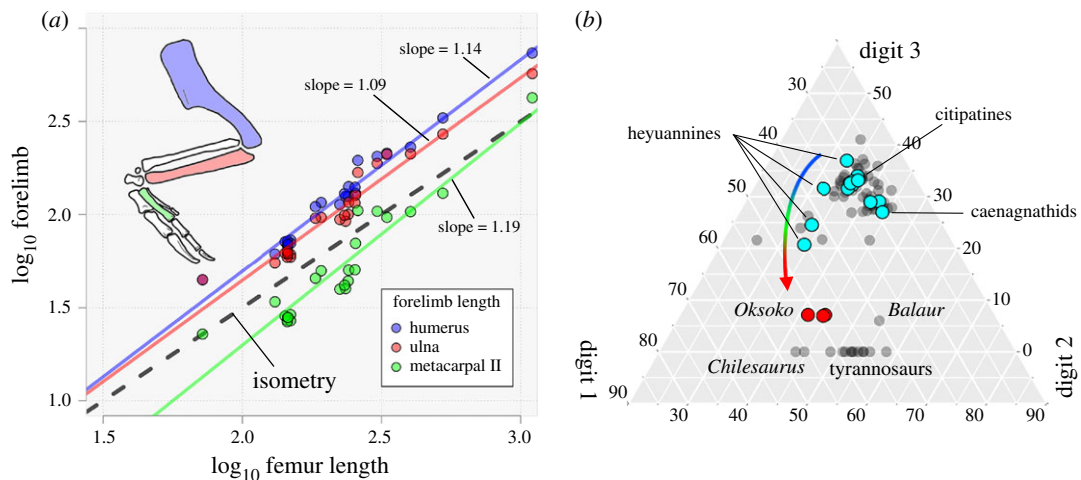 (a)
log10 forelimb
2.5
2.0
1.5
1.0
1.5
2.0
2.5
3.0
log10 femur length
slope = 1.14
slope = 1.09
slope = 1.19
isometry
forelimb length
humerus
ulna
metacarpal II
(b)
digit 3
30
40
50
60
70
80
90
digit 1
50
40
30
20
10
0
digit 2
30
40
50
60
70
80
90
heyuannines
citipatines
caenagnathids
Oksoko
Balaur
Chilesaurus
tyrannosaurs